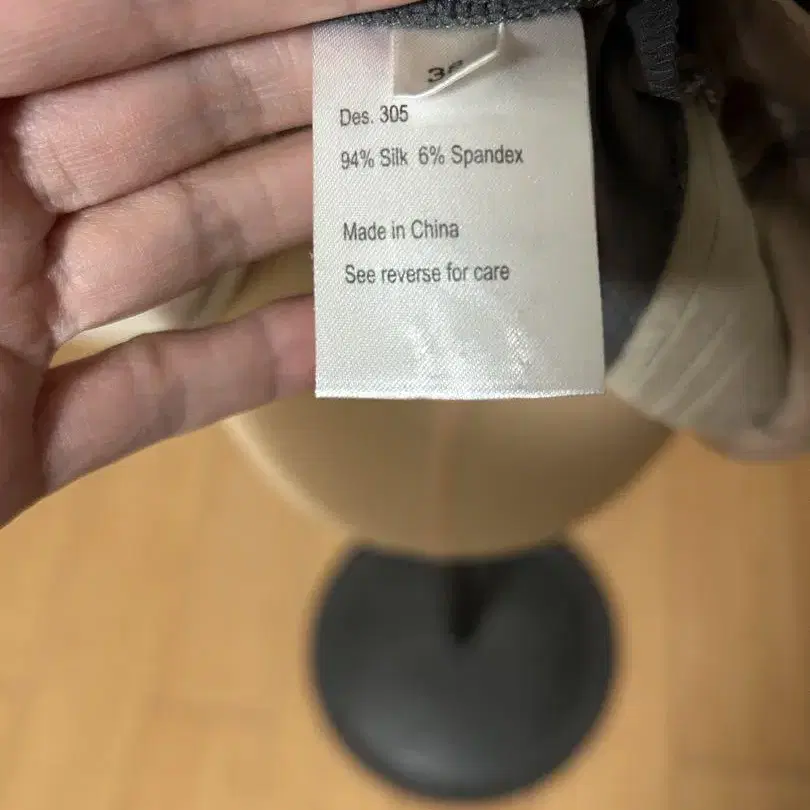 Des. 305
94% Silk 6% Spandex
Made in China
See reverse for care